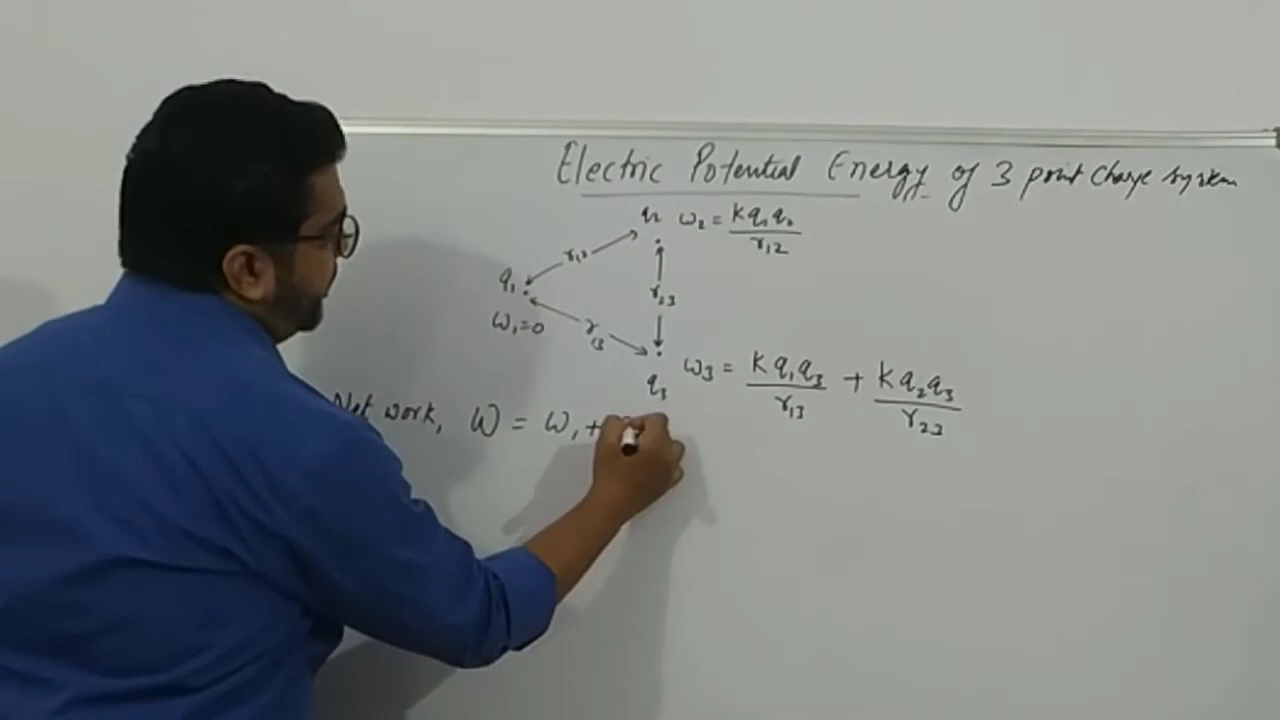 Electric Potential Energy of 3 point charge system
q₂ W₂ = Kq₁q₂/r₁₂
r₁₂
q₁
r₂₃
W₁=0
r₁₃
q₃ W₃ = Kq₁q₃/r₁₃ + Kq₂q₃/r₂₃
Net work, W = W₁ +